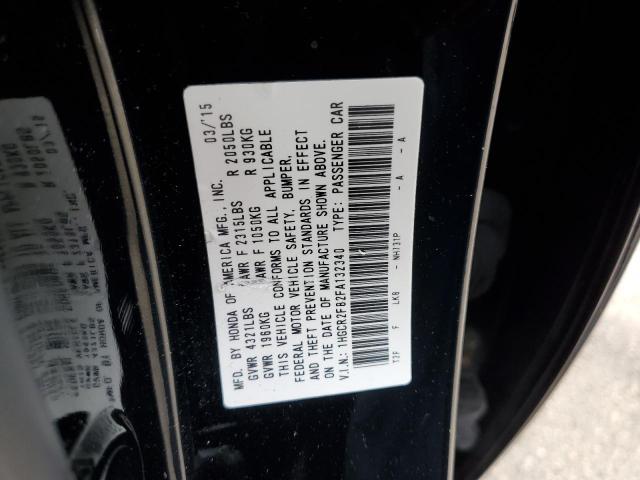 MFD. BY HONDA OF AMERICA MFG., INC. 03/'15
GVWR 4321LBS GAWR F 2315LBS R 2050LBS
GVWR 1960KG GAWR F 1050KG R 930KG
THIS VEHICLE CONFORMS TO ALL APPLICABLE
FEDERAL MOTOR VEHICLE SAFETY, BUMPER,
AND THEFT PREVENTION STANDARDS IN EFFECT
ON THE DATE OF MANUFACTURE SHOWN ABOVE.
V.I.N.: 1HGCR2FB2FA132340 TYPE: PASSENGER CAR
T2F F LK8 - NH731P - A - A